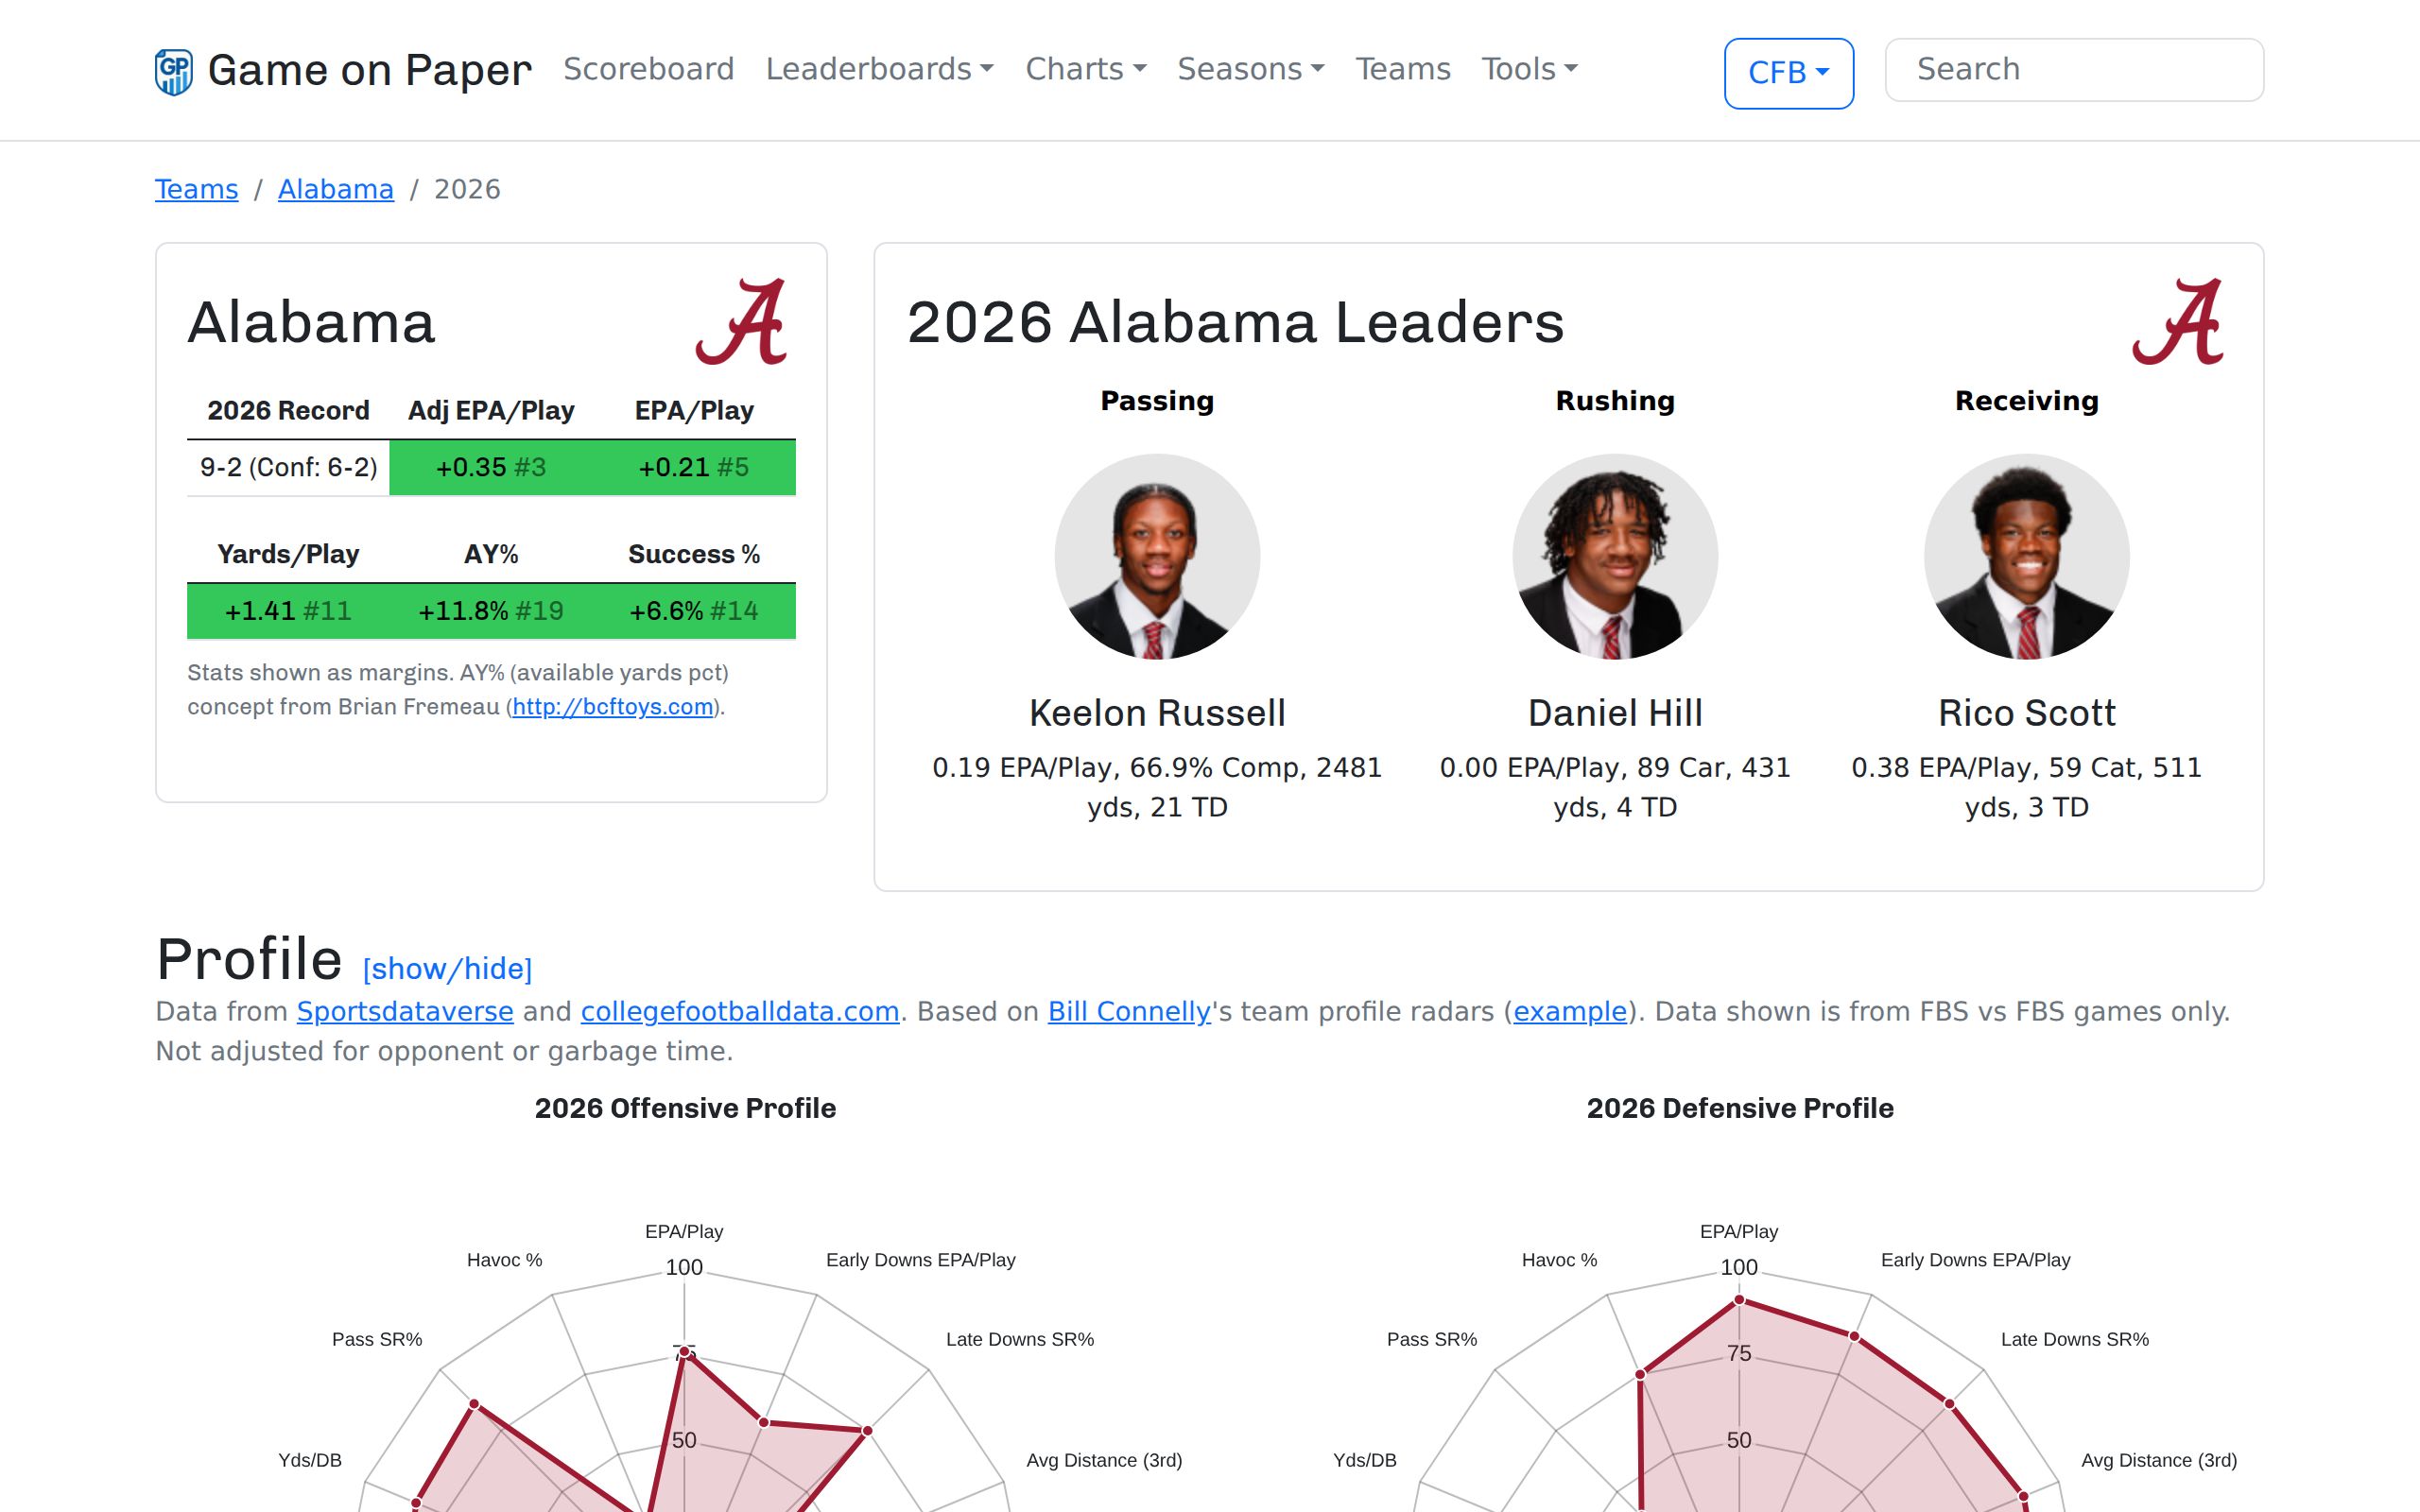 GP Game on Paper Scoreboard Leaderboards Charts Seasons Teams Tools CFB Search
Teams / Alabama / 2026
Alabama
2026 Record Adj EPA/Play EPA/Play
9-2 (Conf: 6-2) +0.35 #3 +0.21 #5
Yards/Play AY% Success %
+1.41 #11 +11.8% #19 +6.6% #14
Stats shown as margins. AY% (available yards pct)
concept from Brian Fremeau (http://bcftoys.com).
2026 Alabama Leaders
Passing Rushing Receiving
Keelon Russell Daniel Hill Rico Scott
0.19 EPA/Play, 66.9% Comp, 2481
yds, 21 TD
0.00 EPA/Play, 89 Car, 431
yds, 4 TD
0.38 EPA/Play, 59 Cat, 511
yds, 3 TD
Profile [show/hide]
Data from Sportsdataverse and collegefootballdata.com. Based on Bill Connelly's team profile radars (example). Data shown is from FBS vs FBS games only.
Not adjusted for opponent or garbage time.
2026 Offensive Profile
EPA/Play
Havoc % 100 Early Downs EPA/Play
Pass SR% 75 Late Downs SR%
50
Yds/DB Avg Distance (3rd)
2026 Defensive Profile
EPA/Play
Havoc % 100 Early Downs EPA/Play
Pass SR% 75 Late Downs SR%
50
Yds/DB Avg Distance (3rd)